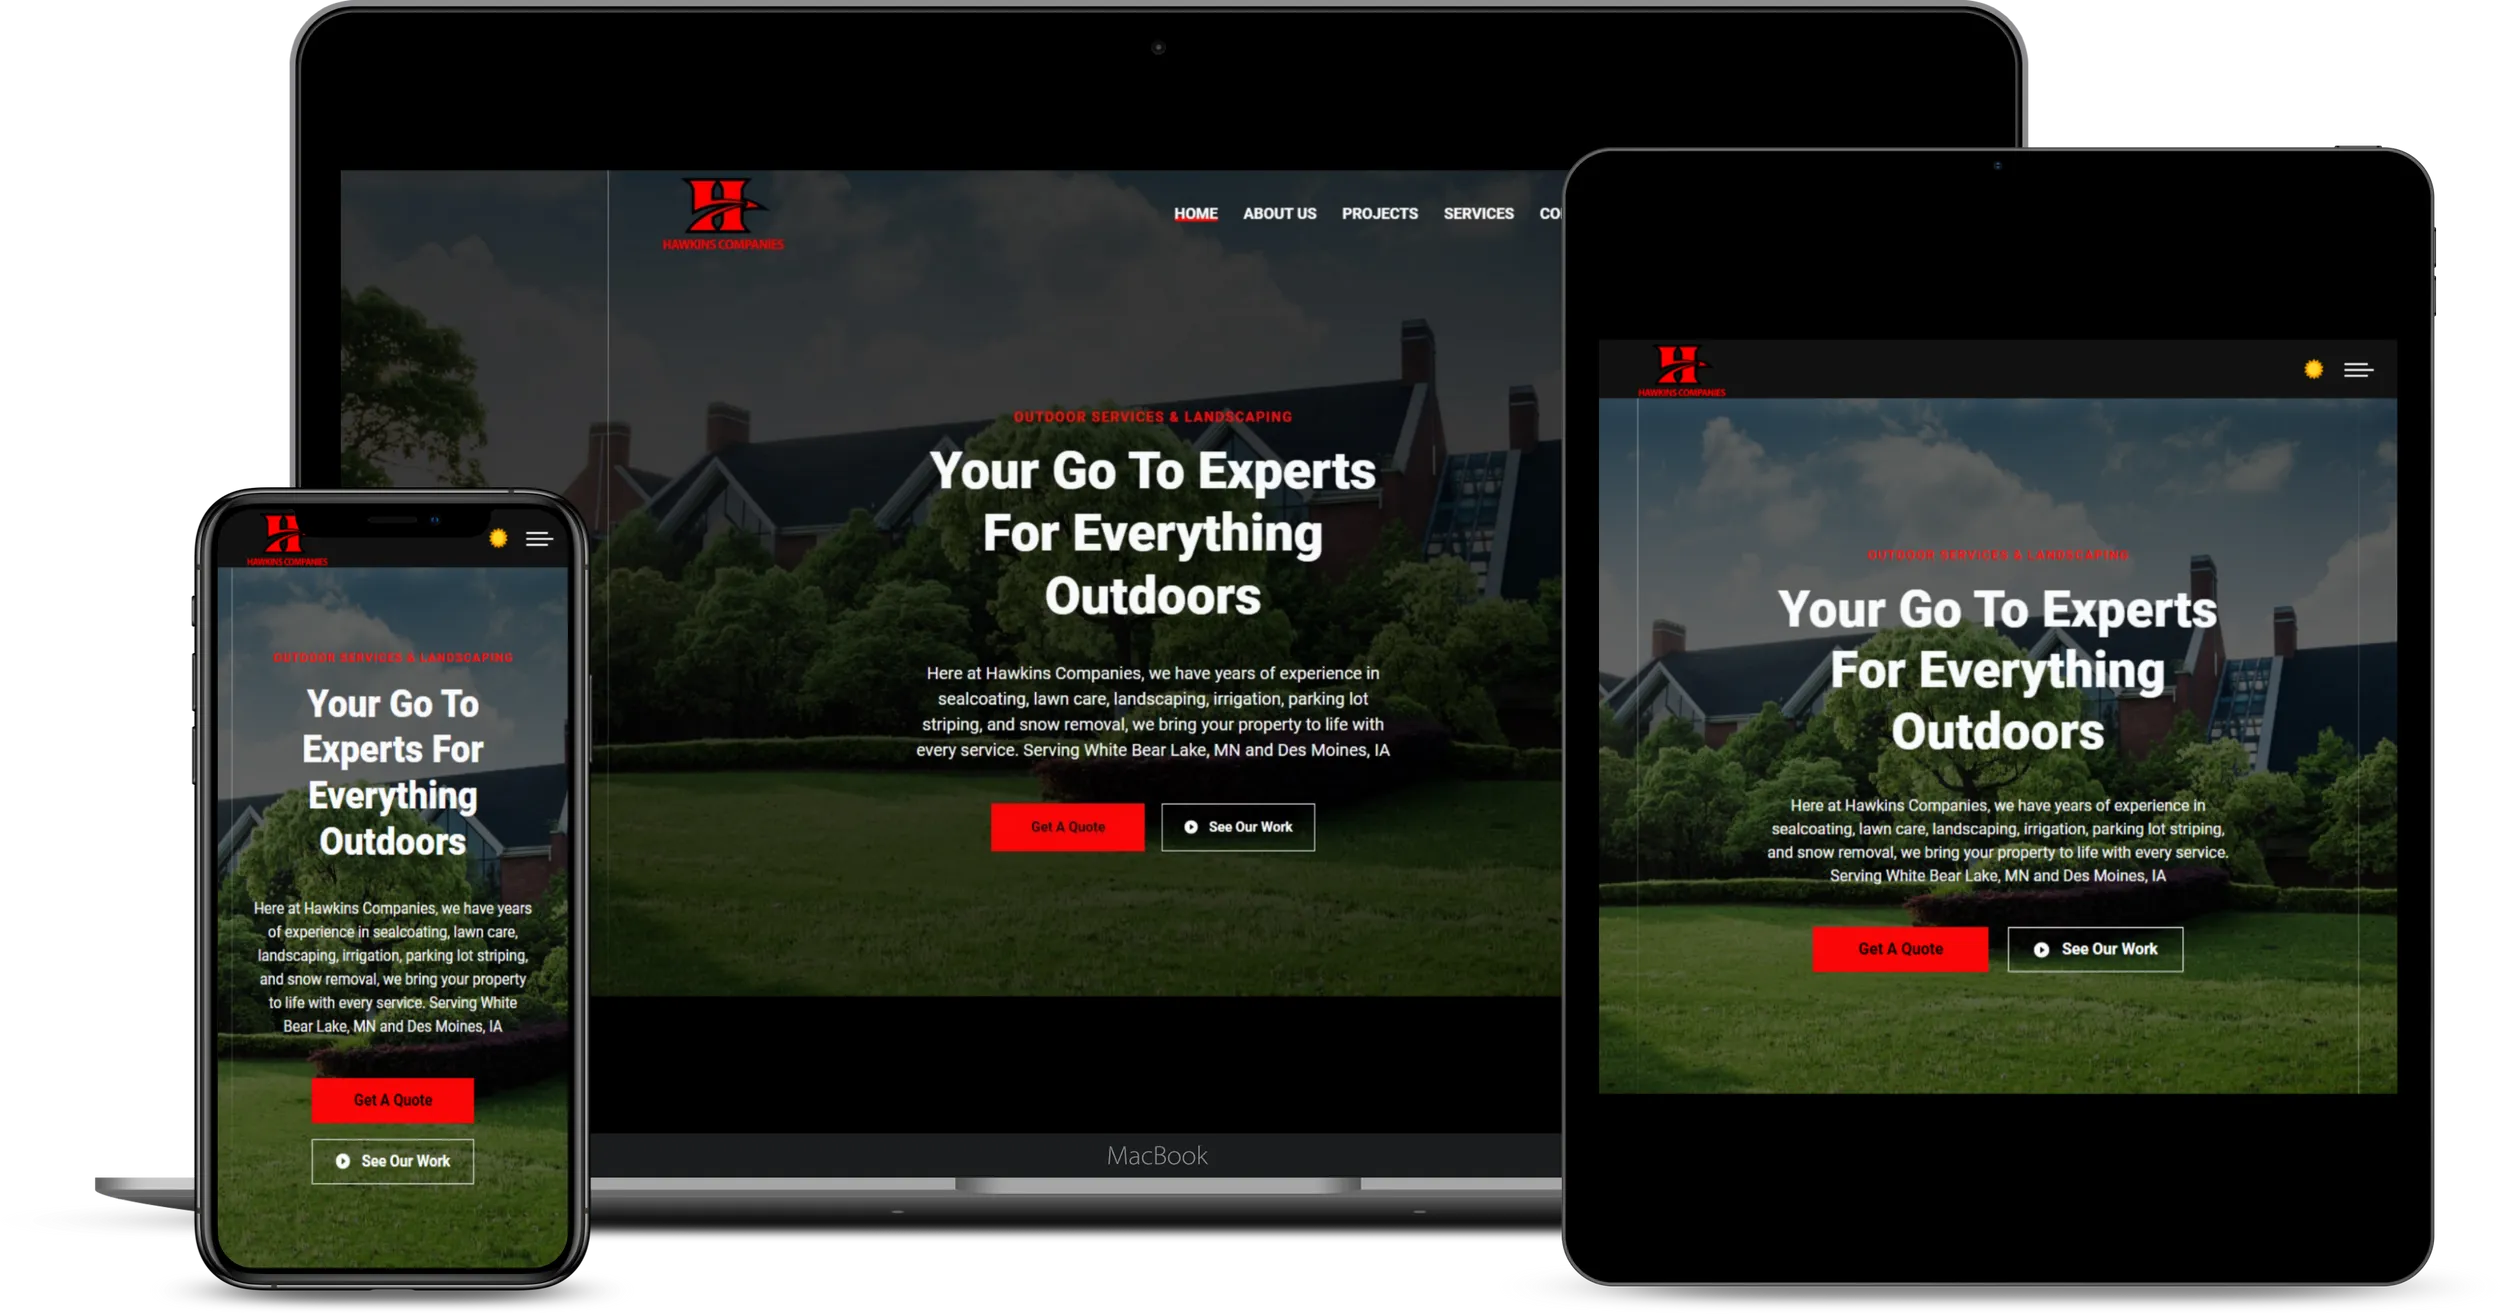 HAWKINS COMPANIES
HOME ABOUT US PROJECTS SERVICES CO
OUTDOOR SERVICES & LANDSCAPING
Your Go To Experts
For Everything
Outdoors
Here at Hawkins Companies, we have years of experience in
sealcoating, lawn care, landscaping, irrigation, parking lot
striping, and snow removal, we bring your property to life with
every service. Serving White Bear Lake, MN and Des Moines, IA
Get A Quote See Our Work
MacBook
HAWKINS COMPANIES
OUTDOOR SERVICES & LANDSCAPING
Your Go To
Experts For
Everything
Outdoors
Here at Hawkins Companies, we have years
of experience in sealcoating, lawn care,
landscaping, irrigation, parking lot striping,
and snow removal, we bring your property
to life with every service. Serving White
Bear Lake, MN and Des Moines, IA
Get A Quote
See Our Work
HAWKINS COMPANIES
OUTDOOR SERVICES & LANDSCAPING
Your Go To Experts
For Everything
Outdoors
Here at Hawkins Companies, we have years of experience in
sealcoating, lawn care, landscaping, irrigation, parking lot striping,
and snow removal, we bring your property to life with every service.
Serving White Bear Lake, MN and Des Moines, IA
Get A Quote See Our Work